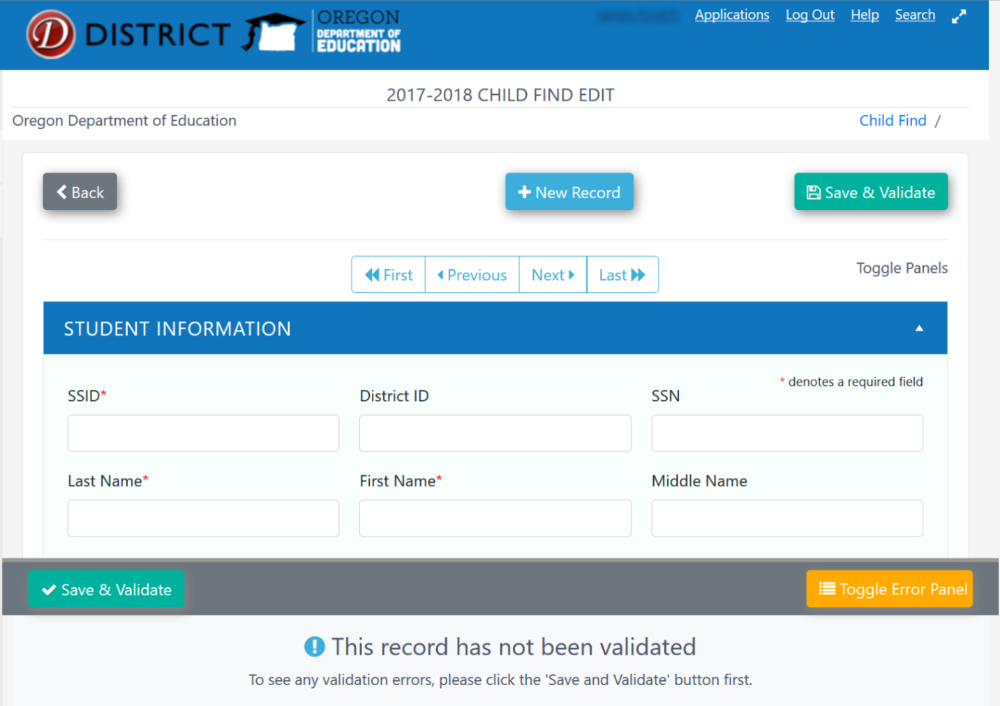 D DISTRICT OREGON
DEPARTMENT OF
EDUCATION
Applications Log Out Help Search
2017-2018 CHILD FIND EDIT
Oregon Department of Education Child Find /
Back New Record Save & Validate
First Previous Next Last Toggle Panels
STUDENT INFORMATION
* denotes a required field
SSID* District ID SSN
Last Name* First Name* Middle Name
Save & Validate Toggle Error Panel
This record has not been validated
To see any validation errors, please click the 'Save and Validate' button first.